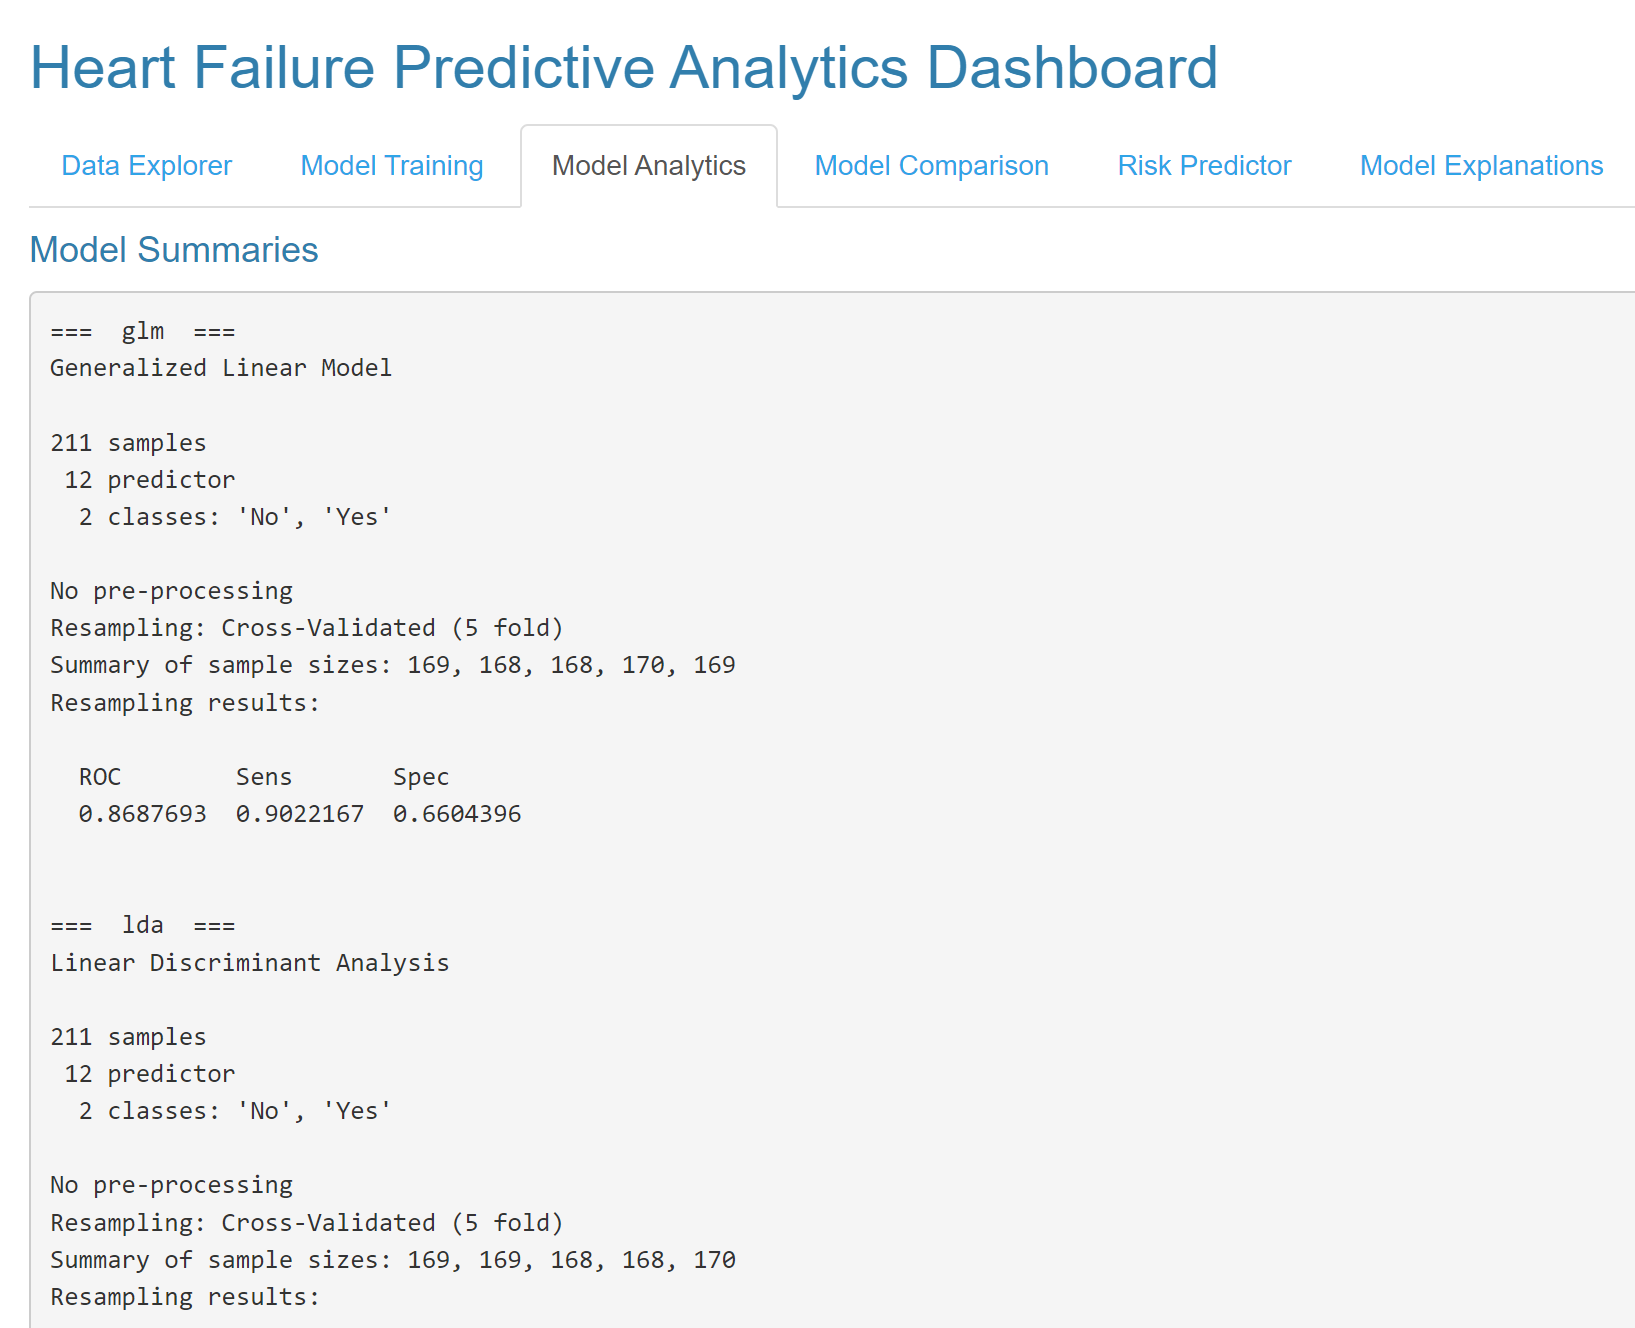 Heart Failure Predictive Analytics Dashboard
Data Explorer Model Training Model Analytics Model Comparison Risk Predictor Model Explanations
Model Summaries
===  glm  ===
Generalized Linear Model

211 samples
 12 predictor
  2 classes: 'No', 'Yes'

No pre-processing
Resampling: Cross-Validated (5 fold)
Summary of sample sizes: 169, 168, 168, 170, 169
Resampling results:

  ROC        Sens       Spec
  0.8687693  0.9022167  0.6604396

===  lda  ===
Linear Discriminant Analysis

211 samples
 12 predictor
  2 classes: 'No', 'Yes'

No pre-processing
Resampling: Cross-Validated (5 fold)
Summary of sample sizes: 169, 169, 168, 168, 170
Resampling results: